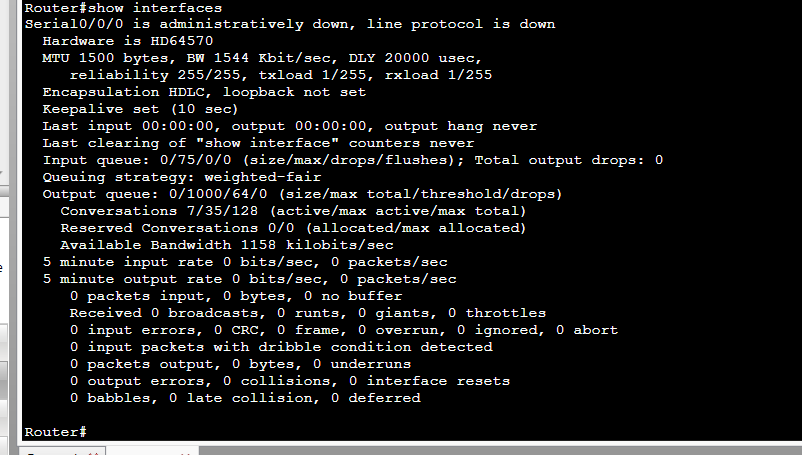 Router#show interfaces
Serial0/0/0 is administratively down, line protocol is down
Hardware is HD64570
MTU 1500 bytes, BW 1544 Kbit/sec, DLY 20000 usec,
reliability 255/255, txload 1/255, rxload 1/255
Encapsulation HDLC, loopback not set
Keepalive set (10 sec)
Last input 00:00:00, output 00:00:00, output hang never
Last clearing of "show interface" counters never
Input queue: 0/75/0/0 (size/max/drops/flushes); Total output drops: 0
Queuing strategy: weighted-fair
Output queue: 0/1000/64/0 (size/max total/threshold/drops)
Conversations 7/35/128 (active/max active/max total)
Reserved Conversations 0/0 (allocated/max allocated)
Available Bandwidth 1158 kilobits/sec
5 minute input rate 0 bits/sec, 0 packets/sec
5 minute output rate 0 bits/sec, 0 packets/sec
0 packets input, 0 bytes, 0 no buffer
Received 0 broadcasts, 0 runts, 0 giants, 0 throttles
0 input errors, 0 CRC, 0 frame, 0 overrun, 0 ignored, 0 abort
0 input packets with dribble condition detected
0 packets output, 0 bytes, 0 underruns
0 output errors, 0 collisions, 0 interface resets
0 babbles, 0 late collision, 0 deferred
Router#